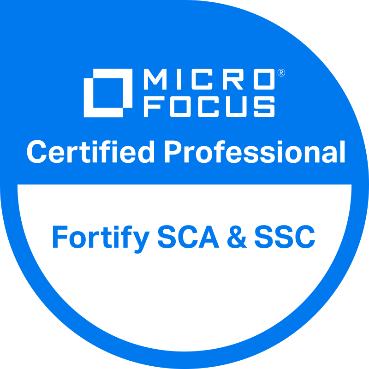 MICRO®
FOCUS
Certified Professional
Fortify SCA & SSC